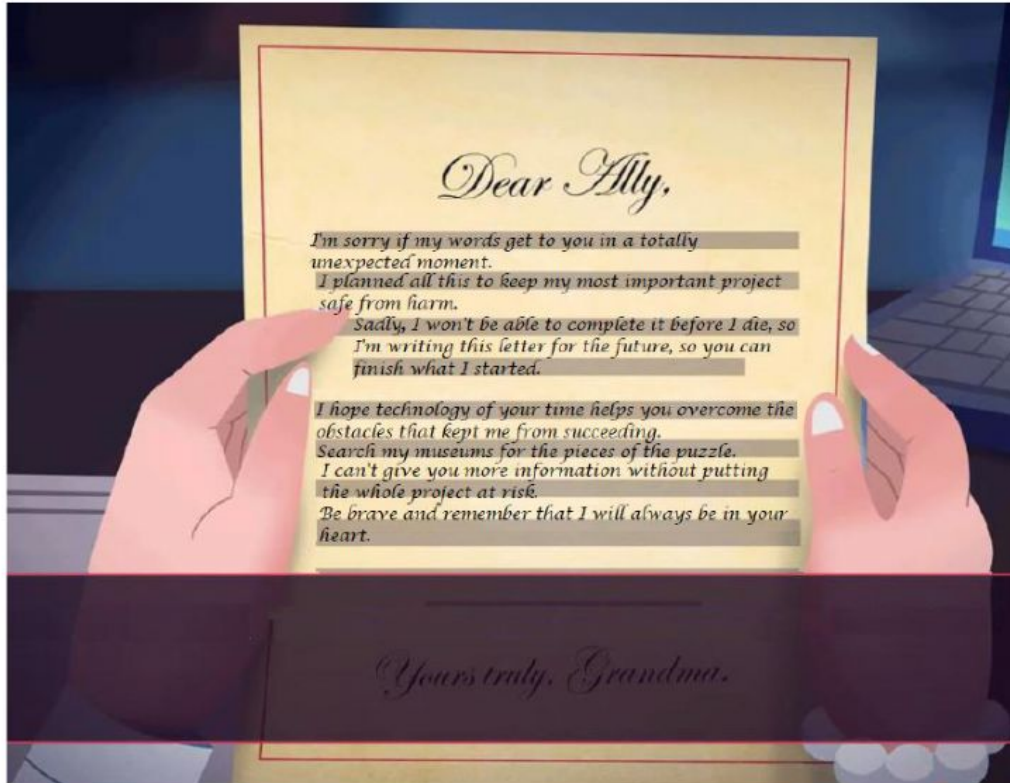 Dear Ally,
I'm sorry if my words get to you in a totally
unexpected moment.
I planned all this to keep my most important project
safe from harm.
Sadly, I won't be able to complete it before I die, so
I'm writing this letter for the future, so you can
finish what I started.
I hope technology of your time helps you overcome the
obstacles that kept me from succeeding.
Search my museums for the pieces of the puzzle.
I can't give you more information without putting
the whole project at risk.
Be brave and remember that I will always be in your
heart.
Yours truly, Grandma.